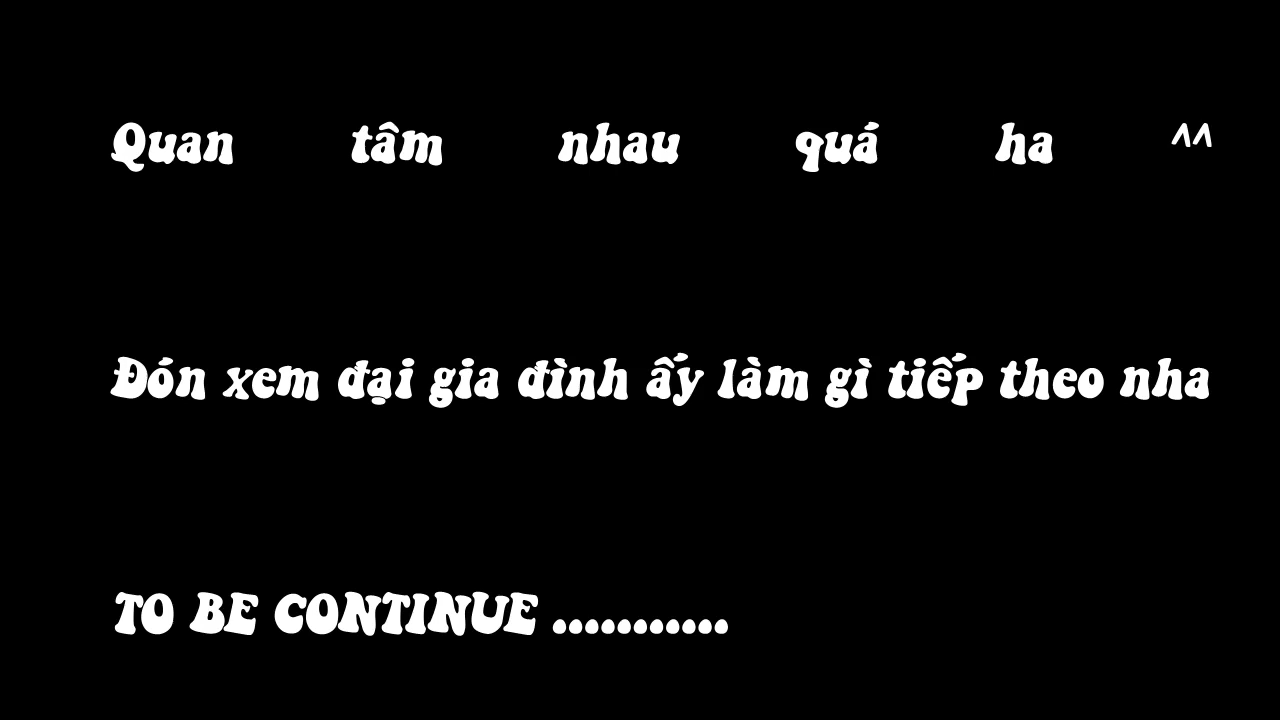 Quan tâm nhau quá ha ^^
Đón xem đại gia đình ấy làm gì tiếp theo nha
TO BE CONTINUE ...........